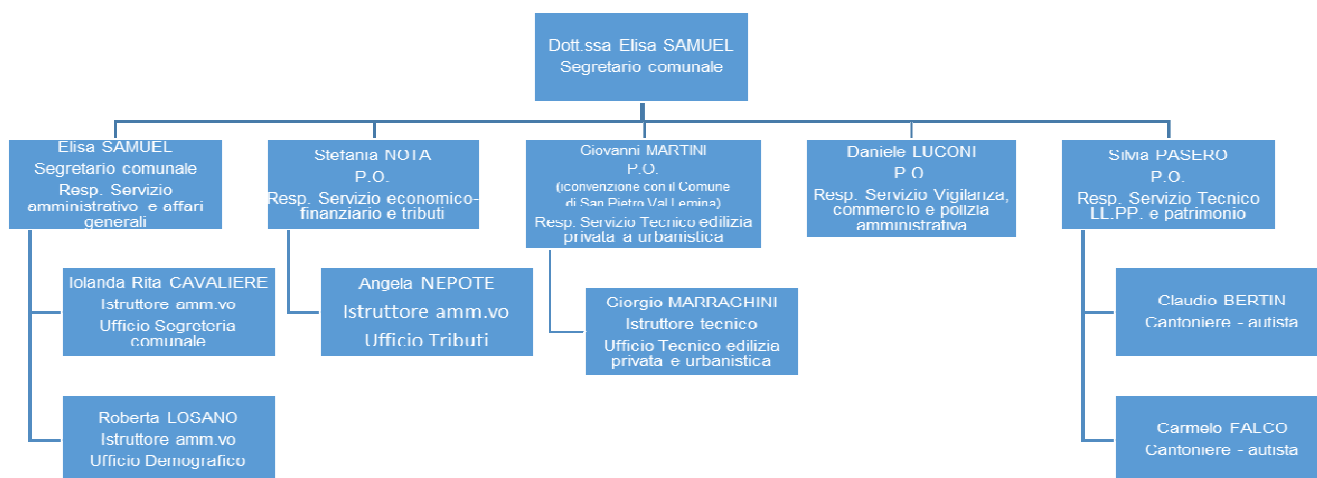 Dott.ssa Elisa SAMUEL
Segretario comunale
Elisa SAMUEL
Segretario comunale
Resp. Servizio
amministrativo e affari
generali
Stefania NOTA
P.O.
Resp. Servizio economico-
finanziario e tributi
Giovanni MARTINI
P.O.
(iconvenzione con il Comune
di San Pietro Val Lemina)
Resp. Servizio Tecnico edilizia
privata a urbanistica
Daniele LUCONI
P.O
Resp. Servizio Vigilanza,
commercio e polizia
amministrativa
Silvia PASERO
P.O.
Resp. Servizio Tecnico
LL.PP. e patrimonio
Iolanda Rita CAVALIERE
Istruttore amm.vo
Ufficio Segreteria
comunale
Angela NEPOTE
Istruttore amm.vo
Ufficio Tributi
Giorgio MARRAGHINI
Istruttore tecnico
Ufficio Tecnico edilizia
privata e urbanistica
Claudio BERTIN
Cantoniere - autista
Roberta LOSANO
Istruttore amm.vo
Ufficio Demografico
Carmelo FALCO
Cantoniere - autista